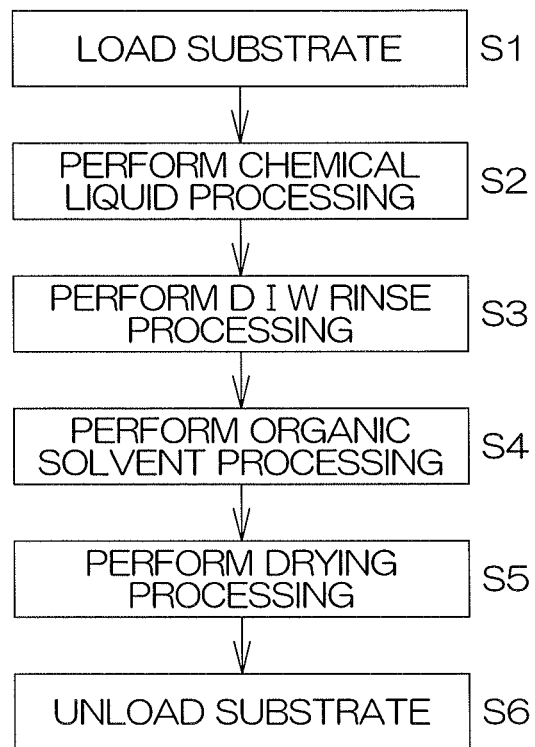 LOAD SUBSTRATE S1
PERFORM CHEMICAL
LIQUID PROCESSING S2
PERFORM D I W RINSE
PROCESSING S3
PERFORM ORGANIC
SOLVENT PROCESSING S4
PERFORM DRYING
PROCESSING S5
UNLOAD SUBSTRATE S6